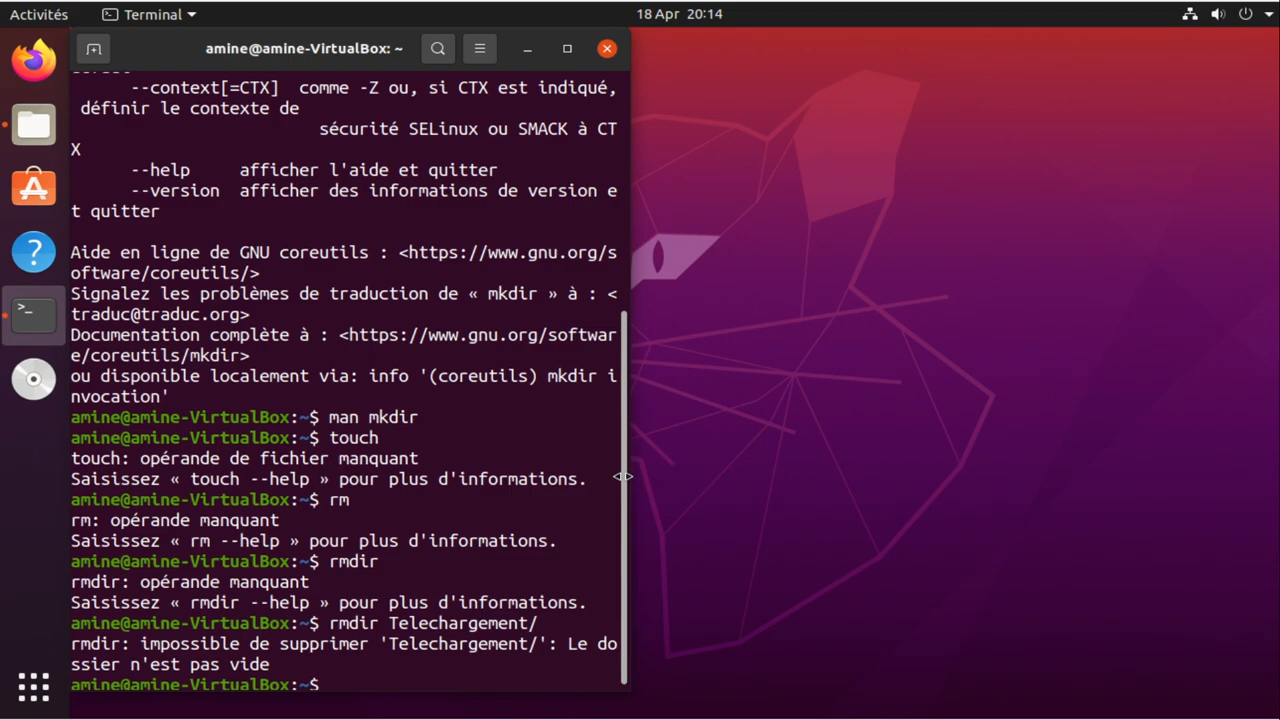 Activités
Terminal
18 Apr 20:14
amine@amine-VirtualBox: ~
--context[=CTX]  comme -Z ou, si CTX est indiqué,
définir le contexte de
sécurité SELinux ou SMACK à CT
X
--help     afficher l'aide et quitter
--version  afficher des informations de version e
t quitter
Aide en ligne de GNU coreutils : <https://www.gnu.org/s
oftware/coreutils/>
Signalez les problèmes de traduction de « mkdir » à : <
traduc@traduc.org>
Documentation complète à : <https://www.gnu.org/softwar
e/coreutils/mkdir>
ou disponible localement via: info '(coreutils) mkdir i
nvocation'
amine@amine-VirtualBox:~$ man mkdir
amine@amine-VirtualBox:~$ touch
touch: opérande de fichier manquant
Saisissez « touch --help » pour plus d'informations.
amine@amine-VirtualBox:~$ rm
rm: opérande manquant
Saisissez « rm --help » pour plus d'informations.
amine@amine-VirtualBox:~$ rmdir
rmdir: opérande manquant
Saisissez « rmdir --help » pour plus d'informations.
amine@amine-VirtualBox:~$ rmdir Telechargement/
rmdir: impossible de supprimer 'Telechargement/': Le do
ssier n'est pas vide
amine@amine-VirtualBox:~$